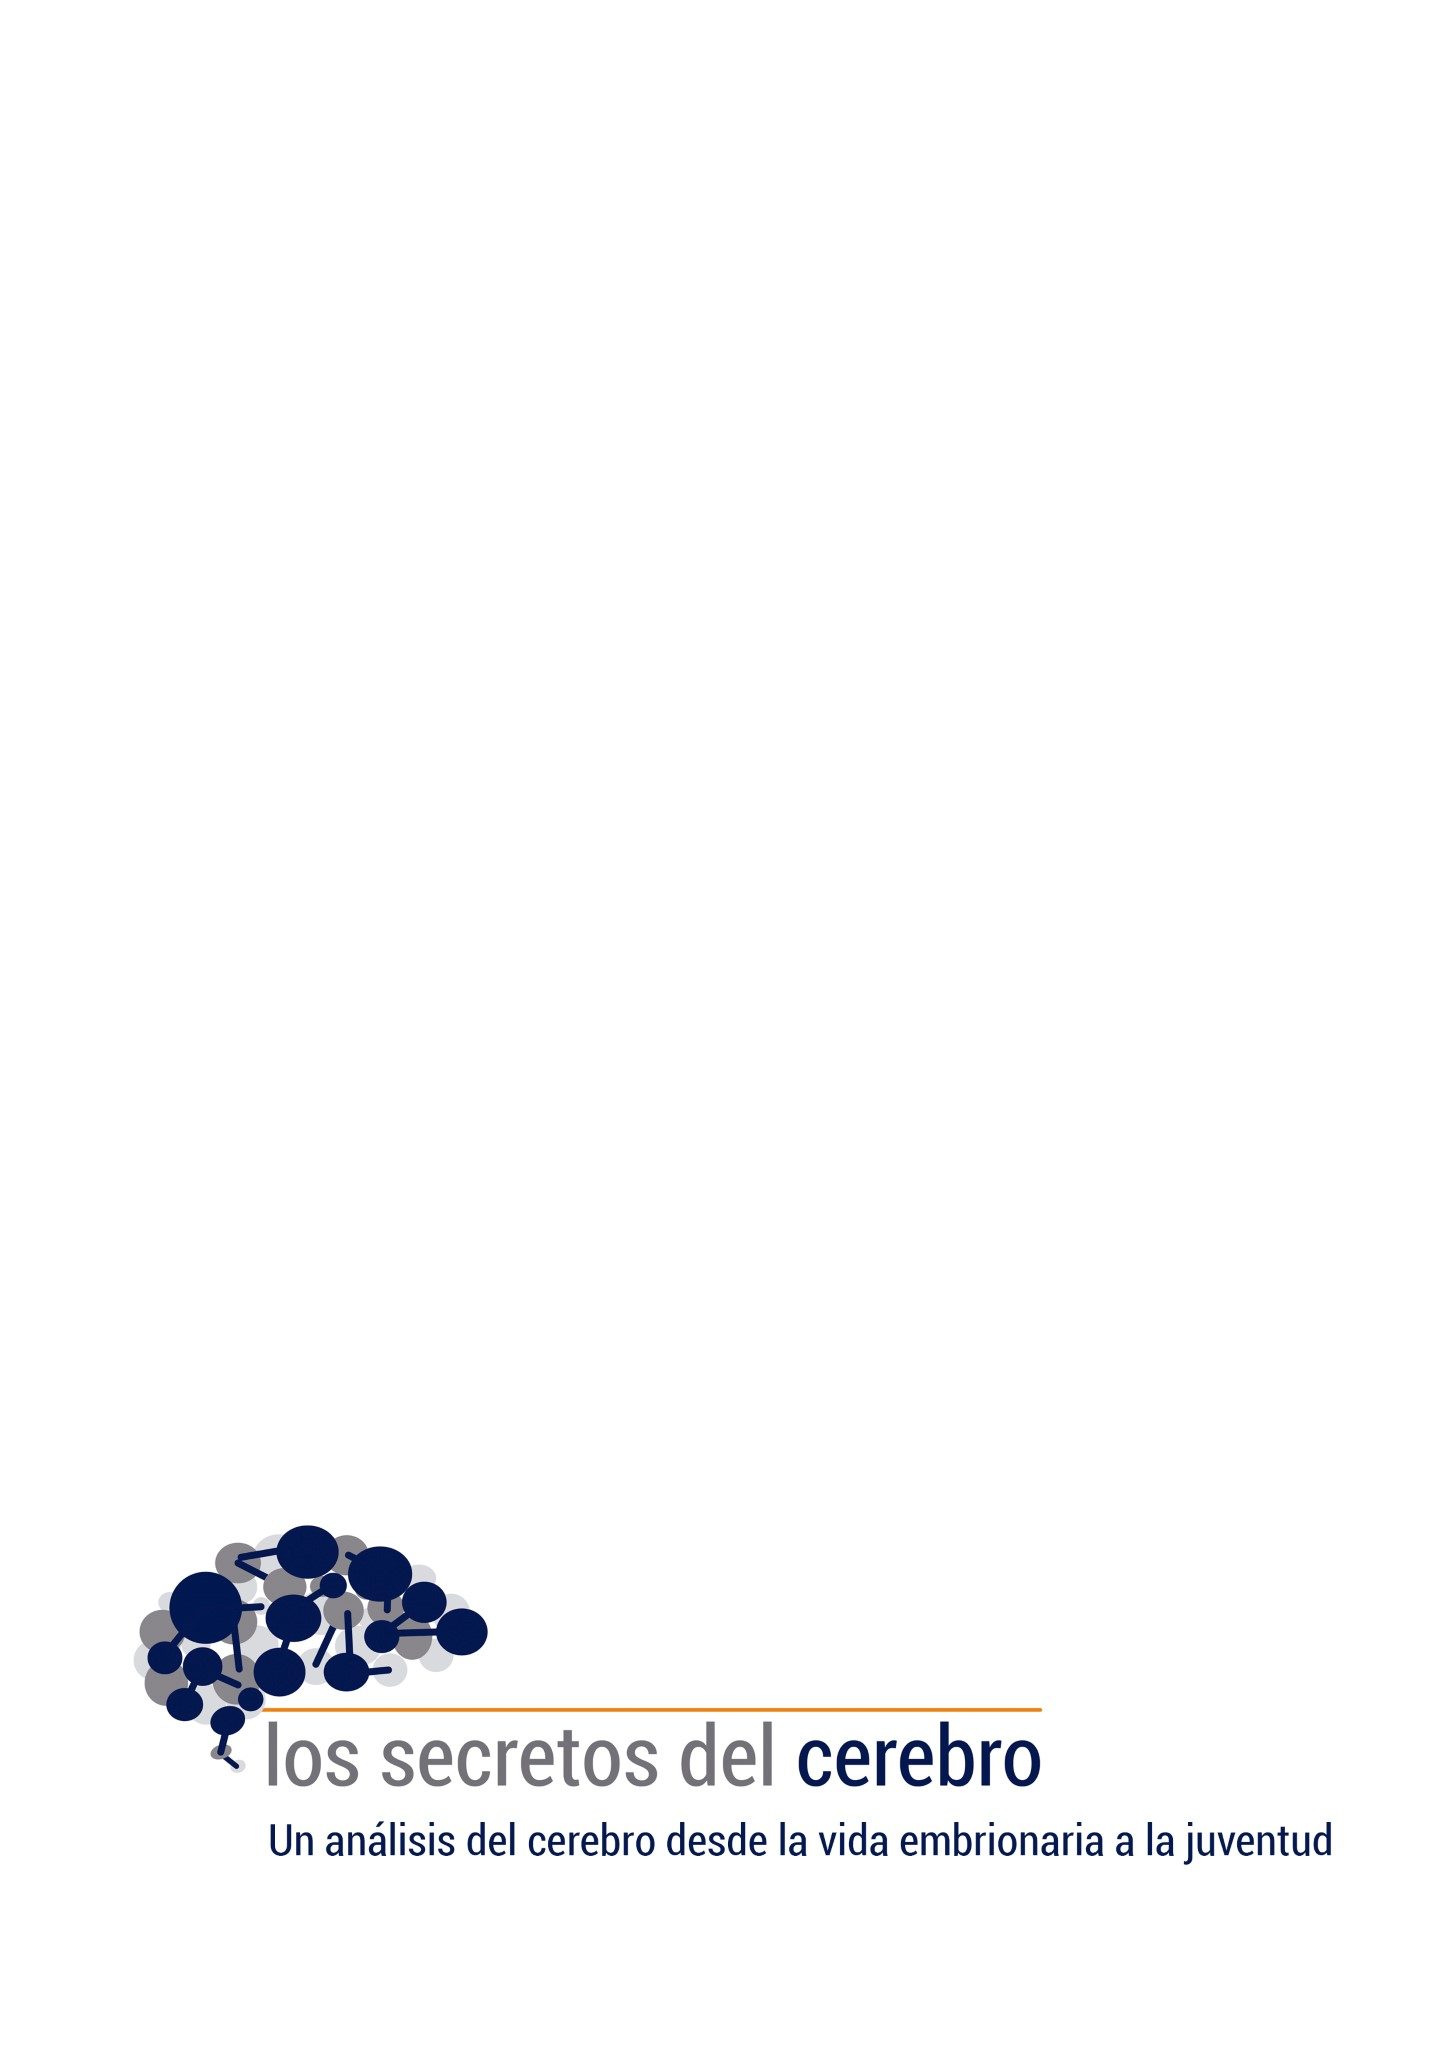 los secretos del cerebro
Un análisis del cerebro desde la vida embrionaria a la juventud